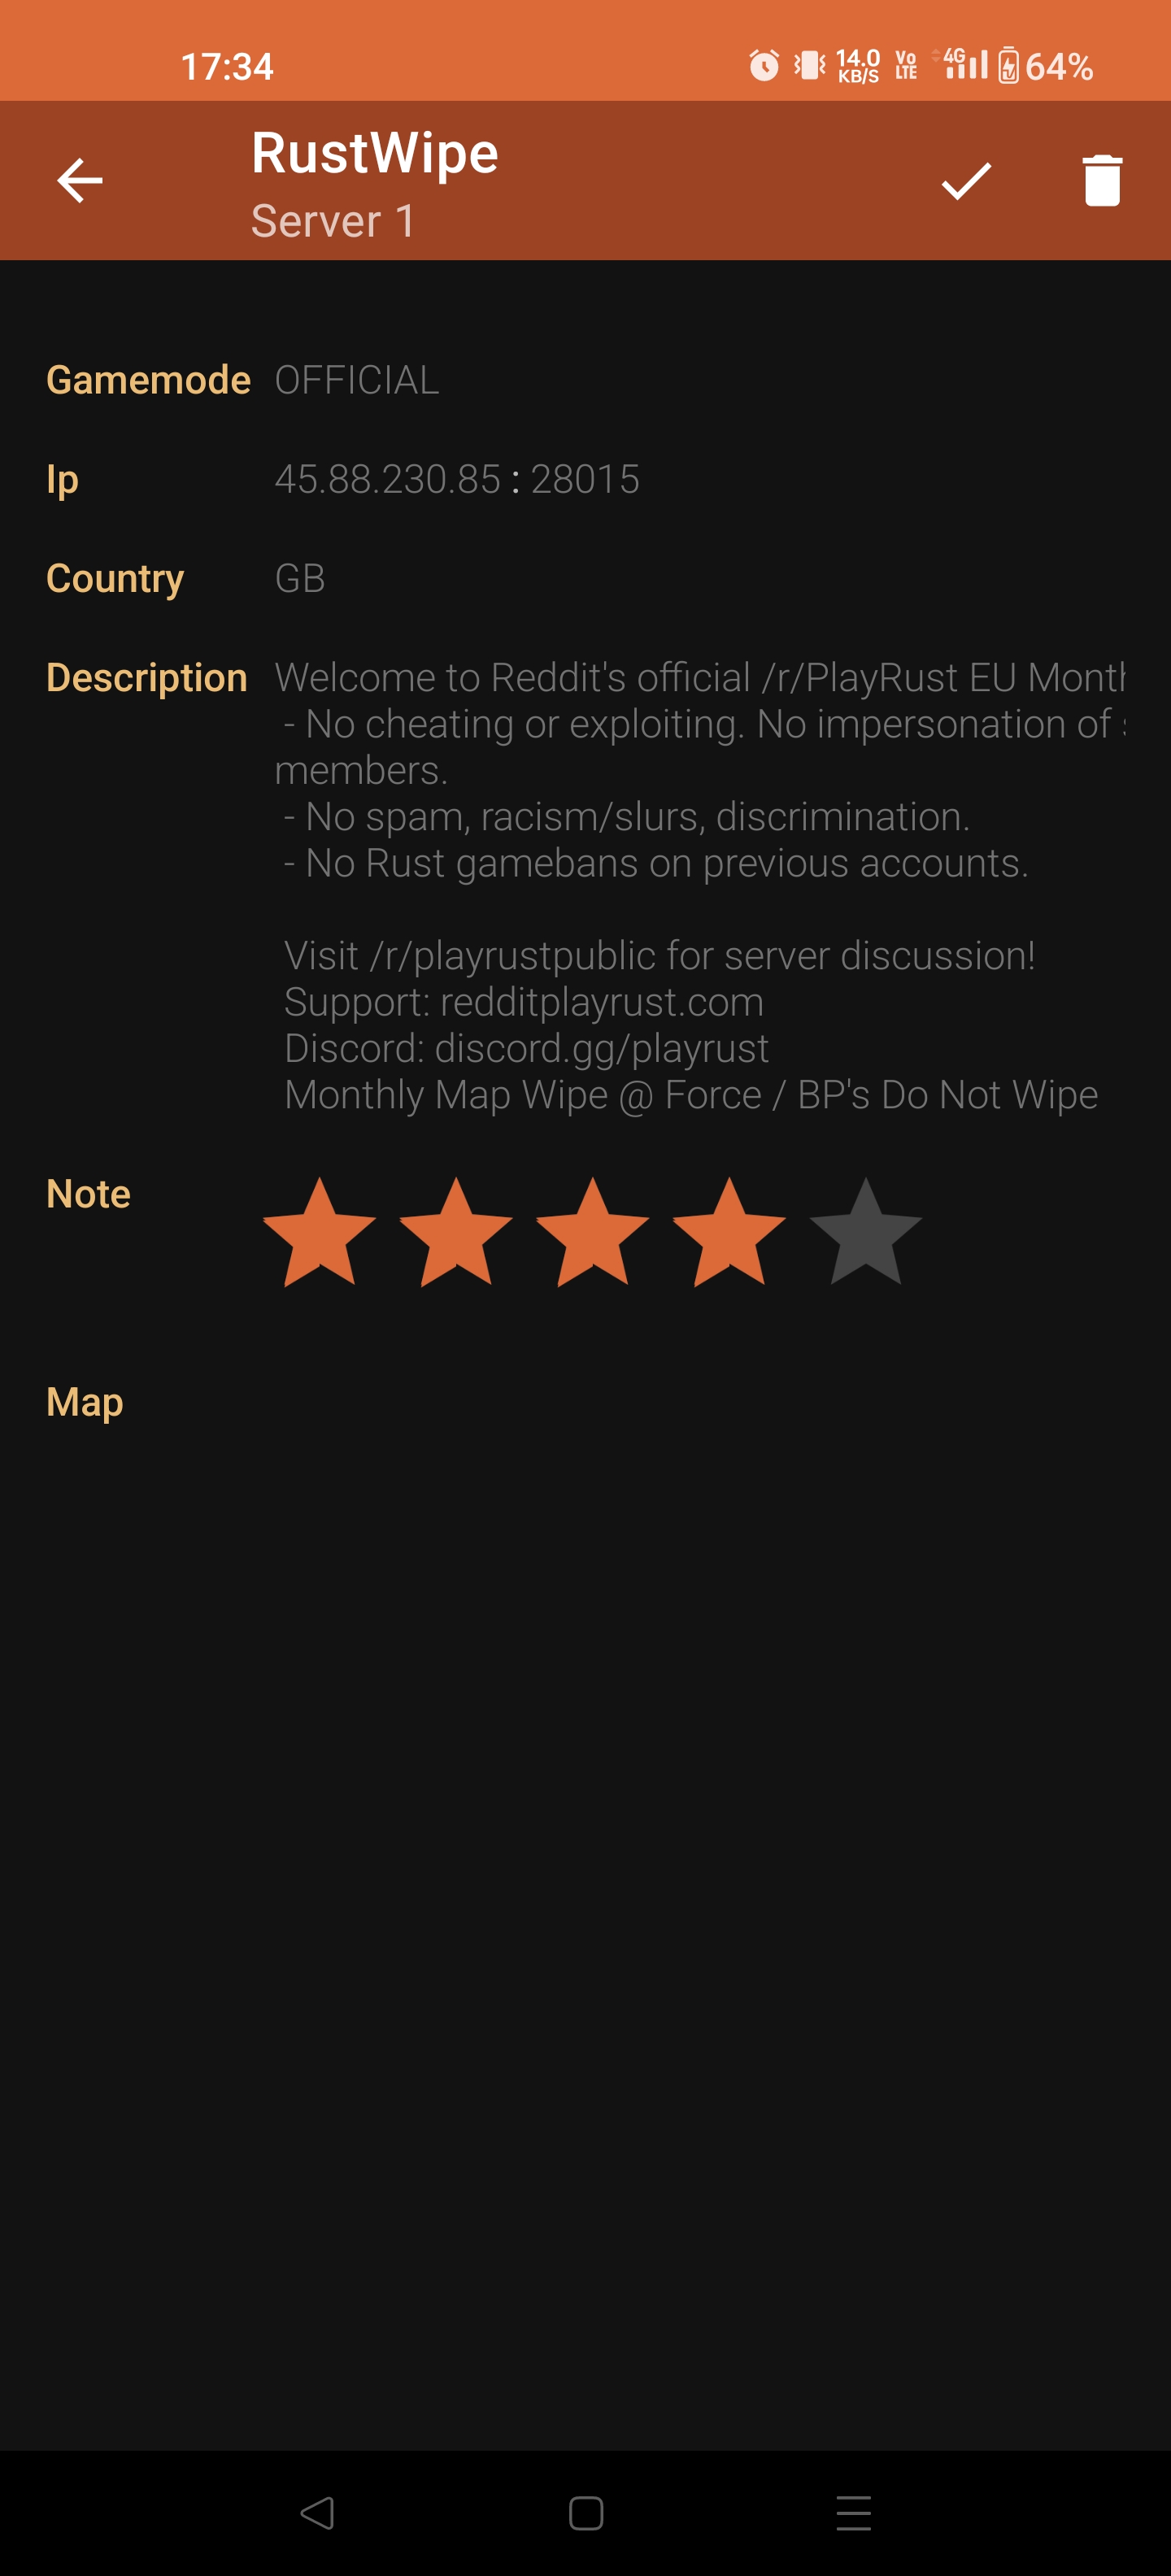 17:34
14.0
KB/S
Vo
LTE
4G
64%
RustWipe
Server 1
Gamemode OFFICIAL
Ip 45.88.230.85 : 28015
Country GB
Description Welcome to Reddit's official /r/PlayRust EU
- No cheating or exploiting. No impersonation of
members.
- No spam, racism/slurs, discrimination.
- No Rust gamebans on previous accounts.
Visit /r/playrustpublic for server discussion!
Support: redditplayrust.com
Discord: discord.gg/playrust
Monthly Map Wipe @ Force / BP's Do Not Wipe
Note
Map